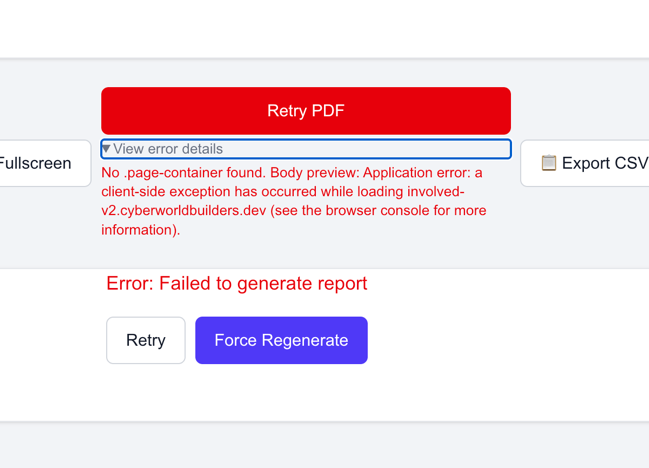 Retry PDF
▼ View error details
Fullscreen
📋 Export CSV
No .page-container found. Body preview: Application error: a
client-side exception has occurred while loading involved-
v2.cyberworldbuilders.dev (see the browser console for more
information).
Error: Failed to generate report
Retry
Force Regenerate